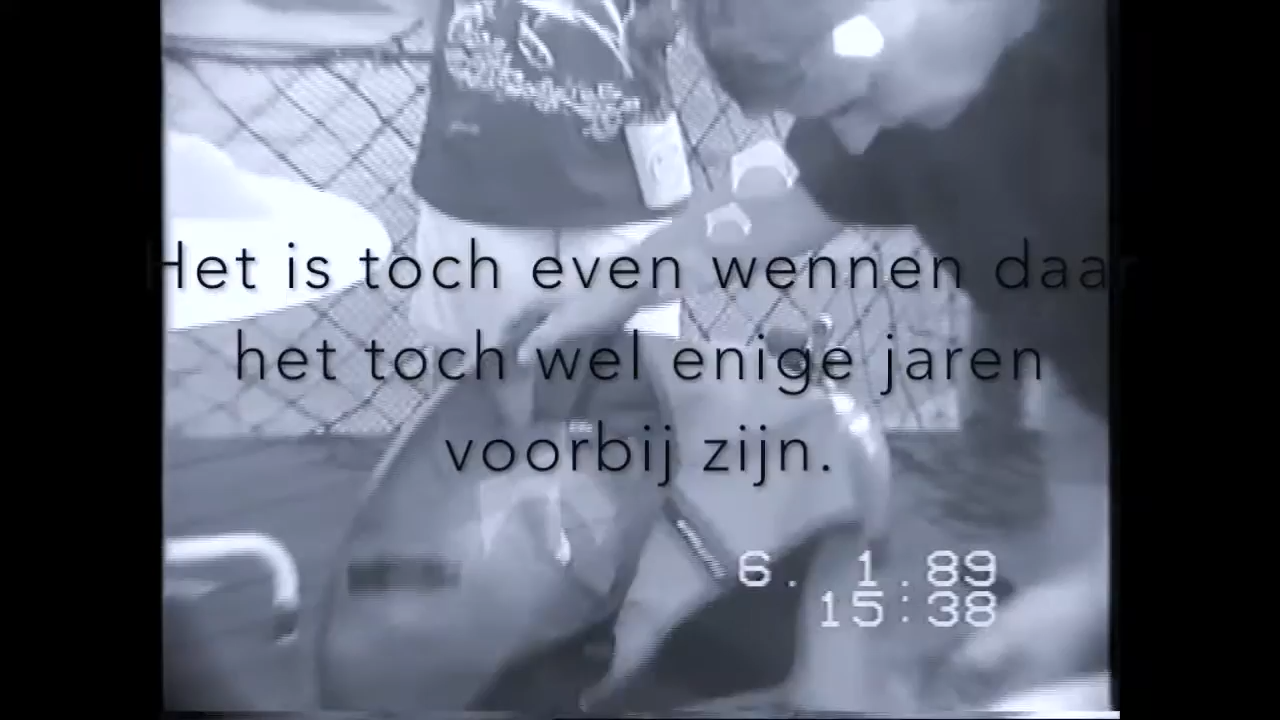 Het is toch even wennen daar
het toch wel enige jaren
voorbij zijn.
6. 1.89
15:38